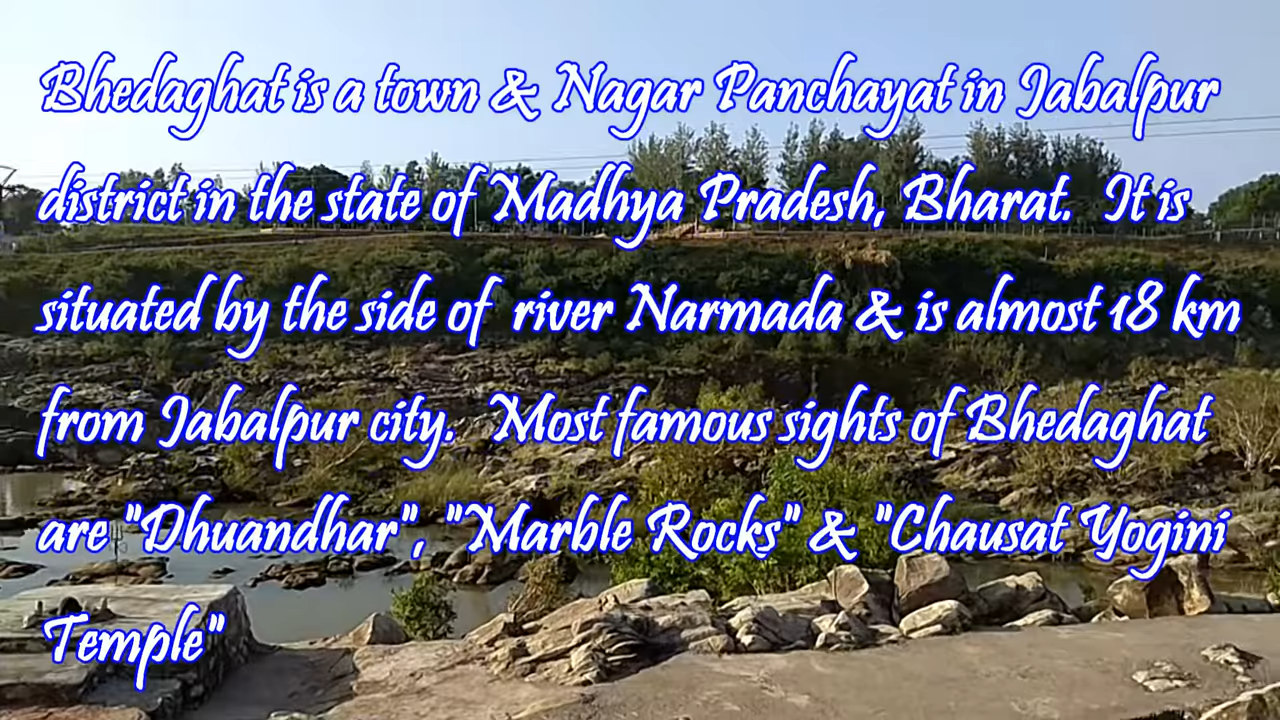 Bhedaghat is a town & Nagar Panchayat in Jabalpur
district in the state of Madhya Pradesh, Bharat. It is
situated by the side of river Narmada & is almost 18 km
from Jabalpur city. Most famous sights of Bhedaghat
are "Dhuandhar", "Marble Rocks" & "Chausat Yogini
Temple"